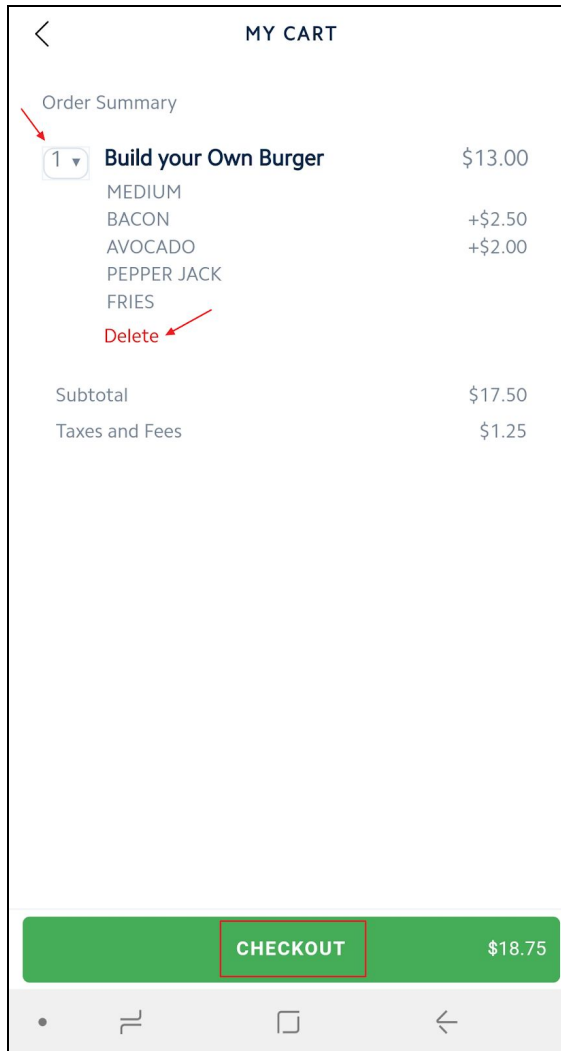 MY CART
Order Summary
1 ▾ Build your Own Burger $13.00
MEDIUM
BACON +$2.50
AVOCADO +$2.00
PEPPER JACK
FRIES
Delete
Subtotal $17.50
Taxes and Fees $1.25
CHECKOUT $18.75